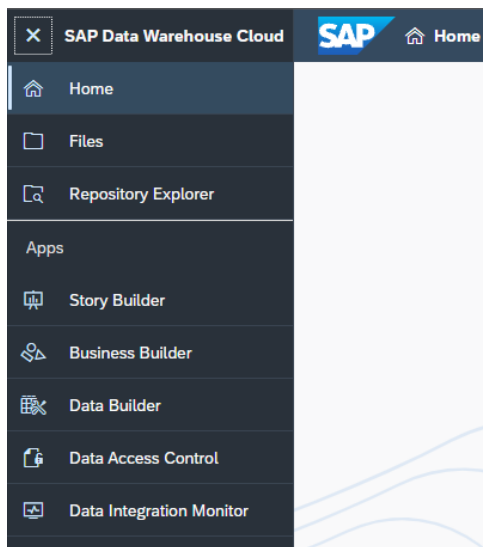 SAP Data Warehouse Cloud
SAP
Home
Home
Files
Repository Explorer
Apps
Story Builder
Business Builder
Data Builder
Data Access Control
Data Integration Monitor